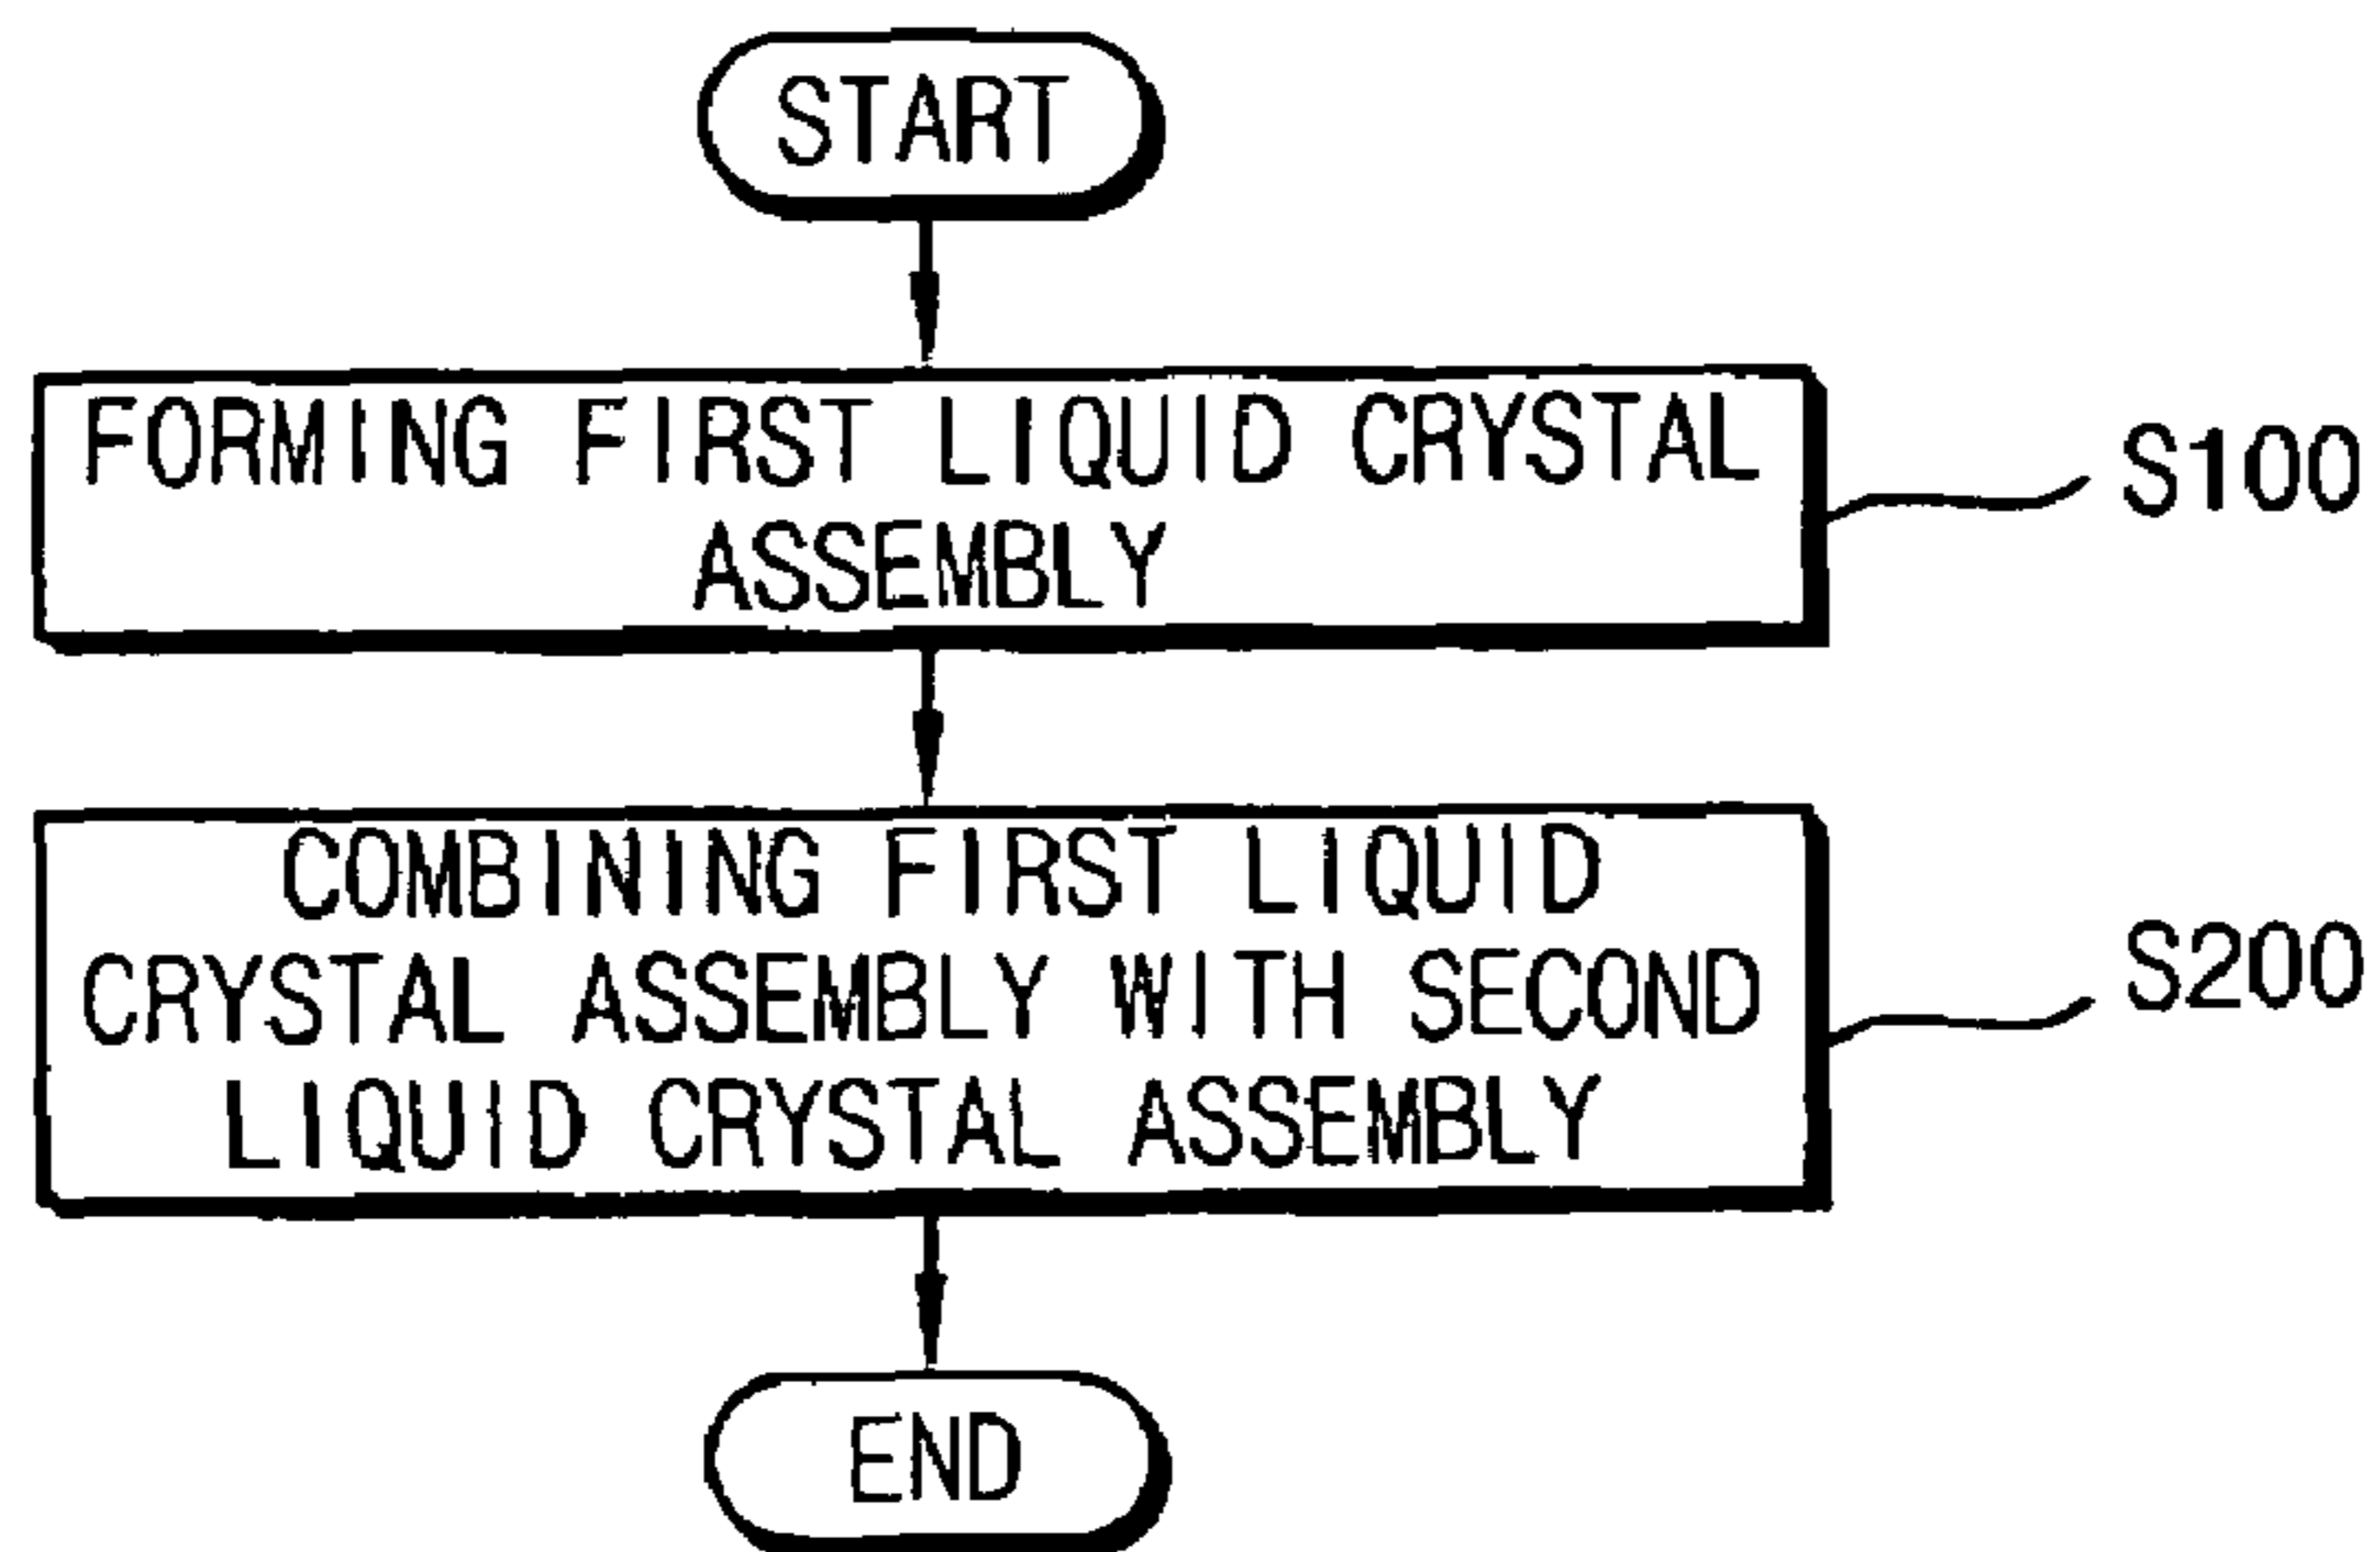 START
FORMING FIRST LIQUID CRYSTAL
ASSEMBLY
S100
COMBINING FIRST LIQUID
CRYSTAL ASSEMBLY WITH SECOND
LIQUID CRYSTAL ASSEMBLY
S200
END